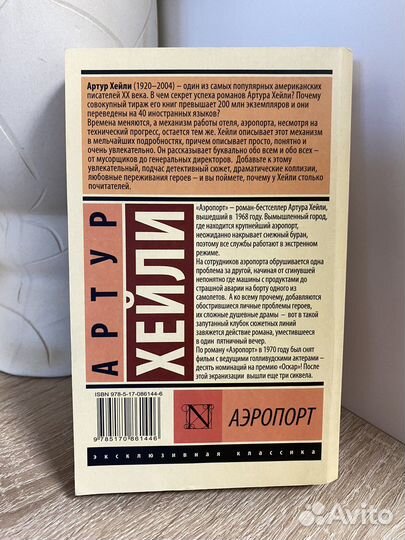 Артур Хейли (1920–2004) – один из самых популярных американских
писателей XX века. В чем секрет успеха романов Артура Хейли? Почему
совокупный тираж его книг превышает 200 млн экземпляров и они
переведены на 40 иностранных языков?
Времена меняются, а механизм работы отеля, аэропорта, несмотря на
технический прогресс, остается тем же. Хейли описывает этот механизм
в мельчайших подробностях, причем описывает просто, понятно и
очень увлекательно. Он рассказывает буквально обо всем и обо всех –
от мусорщиков до генеральных директоров. Добавьте к этому
увлекательный, подчас детективный сюжет, драматические коллизии,
любовные переживания героев – и вы поймете, почему у Хейли столько
почитателей.
АРТУР
ХЕЙЛИ
«Аэропорт» – роман-бестселлер Артура Хейли,
вышедший в 1968 году. Вымышленный город,
где находится крупнейший аэропорт,
неожиданно накрывает снежный буран,
поэтому все службы работают в экстренном
режиме.
На сотрудников аэропорта обрушивается одна
проблема за другой, начиная от сгинувшей
непонятно где машины с продуктами до
страшной аварии на борту одного из
самолетов. А ко всему прочему, добавляются
обострившиеся личные проблемы героев,
их сложные душевные драмы – вот в такой
запутанный клубок сюжетных линий
завяжется действие романа, уместившееся
в один пятничный вечер.
По роману «Аэропорт» в 1970 году был снят
фильм с ведущими голливудскими актерами –
десять номинаций на премию «Оскар»! После
этой экранизации вышли еще три сиквела.
ISBN 978-5-17-086144-6
9 785170 861446
N
АЭРОПОРТ
эксклюзивная классика
Avito